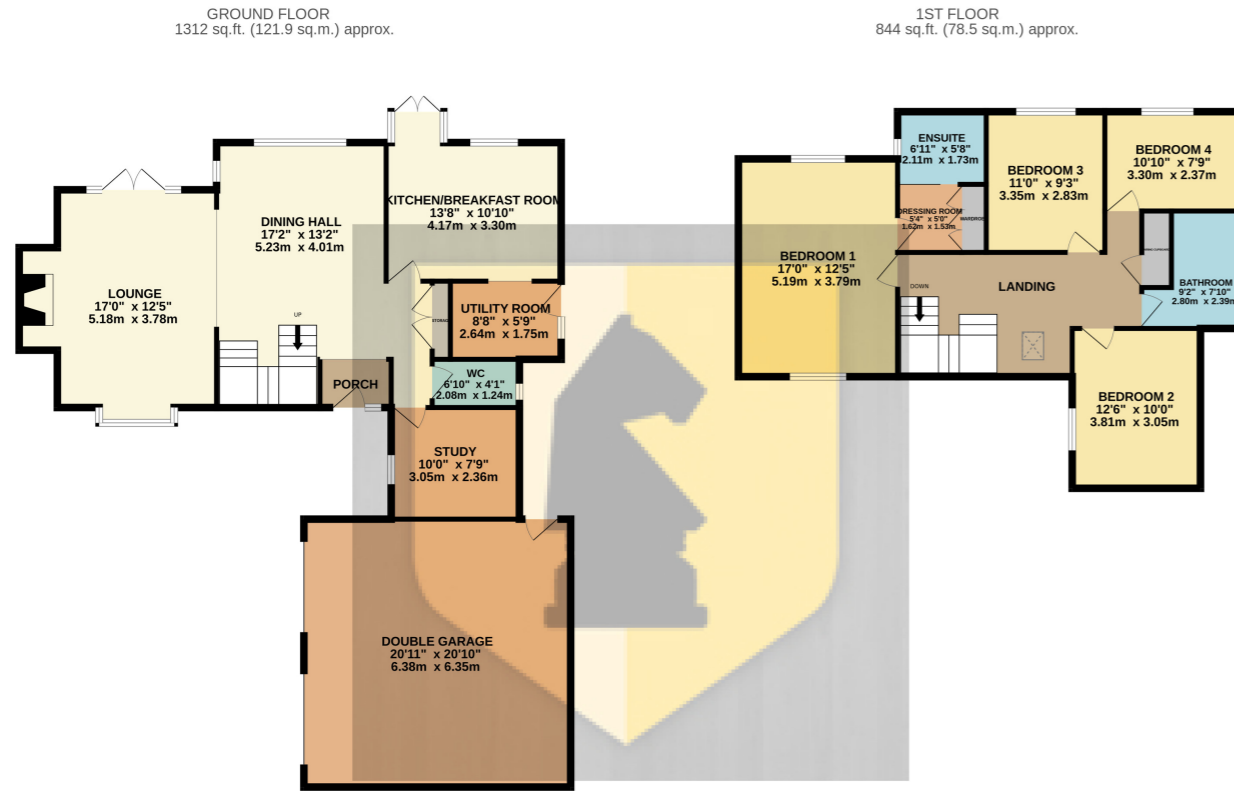 GROUND FLOOR
1312 sq.ft. (121.9 sq.m.) approx.
LOUNGE
17'0" x 12'5"
5.18m x 3.78m
DINING HALL
17'2" x 13'2"
5.23m x 4.01m
KITCHEN/BREAKFAST ROOM
13'8" x 10'10"
4.17m x 3.30m
UP
STORAGE
UTILITY ROOM
8'8" x 5'9"
2.64m x 1.75m
PORCH
WC
6'10" x 4'1"
2.08m x 1.24m
STUDY
10'0" x 7'9"
3.05m x 2.36m
DOUBLE GARAGE
20'11" x 20'10"
6.38m x 6.35m
1ST FLOOR
844 sq.ft. (78.5 sq.m.) approx.
ENSUITE
6'11" x 5'8"
2.11m x 1.73m
BEDROOM 3
11'0" x 9'3"
3.35m x 2.83m
BEDROOM 4
10'10" x 7'9"
3.30m x 2.37m
DRESSING ROOM
5'4" x 5'0"
1.62m x 1.53m
WARDROBE
BEDROOM 1
17'0" x 12'5"
5.19m x 3.79m
DOWN
LANDING
BATHROOM
9'2" x 7'10"
2.80m x 2.39m
BEDROOM 2
12'6" x 10'0"
3.81m x 3.05m